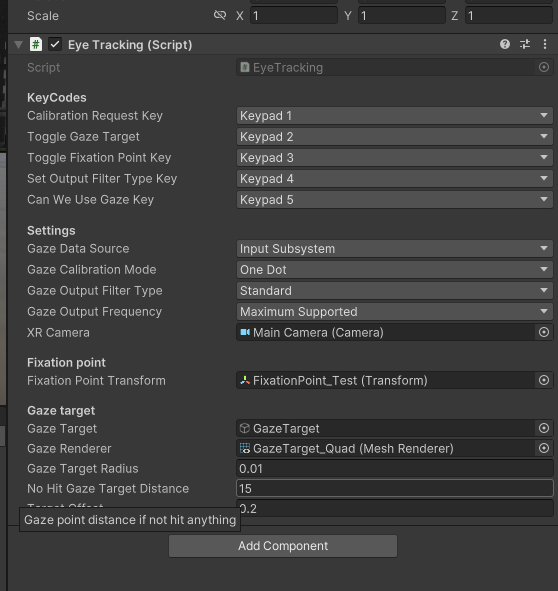 Scale X 1 Y 1 Z 1
Eye Tracking (Script)
Script EyeTracking
KeyCodes
Calibration Request Key Keypad 1
Toggle Gaze Target Keypad 2
Toggle Fixation Point Key Keypad 3
Set Output Filter Type Key Keypad 4
Can We Use Gaze Key Keypad 5
Settings
Gaze Data Source Input Subsystem
Gaze Calibration Mode One Dot
Gaze Output Filter Type Standard
Gaze Output Frequency Maximum Supported
XR Camera Main Camera (Camera)
Fixation point
Fixation Point Transform FixationPoint_Test (Transform)
Gaze target
Gaze Target GazeTarget
Gaze Renderer GazeTarget_Quad (Mesh Renderer)
Gaze Target Radius 0.01
No Hit Gaze Target Distance 15
Target Offset 0.2
Gaze point distance if not hit anything
Add Component